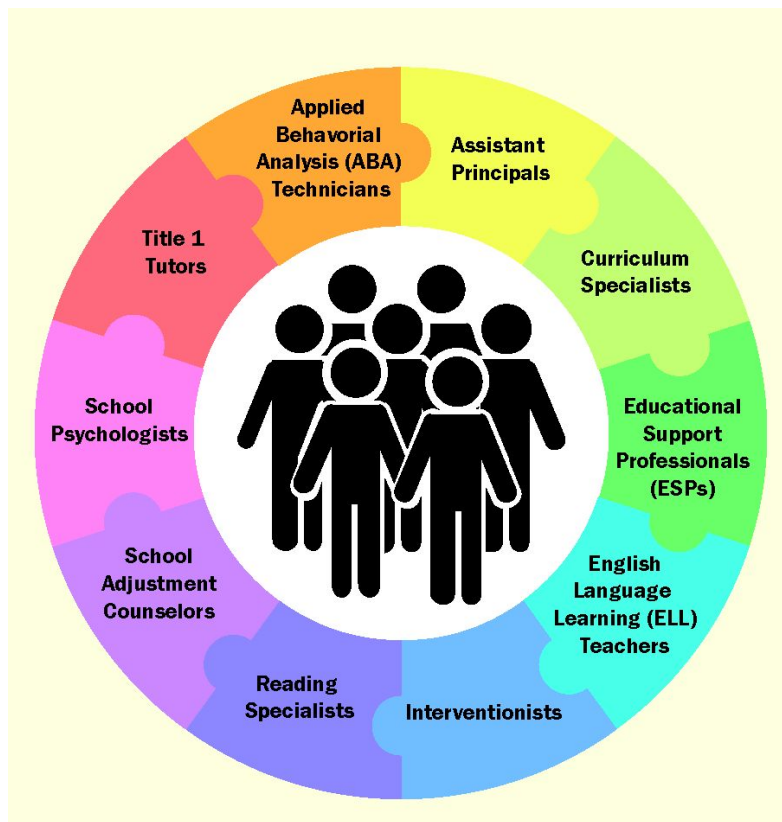 Applied
Behavorial
Analysis (ABA)
Technicians
Assistant
Principals
Curriculum
Specialists
Educational
Support
Professionals
(ESPs)
English
Language
Learning (ELL)
Teachers
Interventionists
Reading
Specialists
School
Adjustment
Counselors
School
Psychologists
Title 1
Tutors